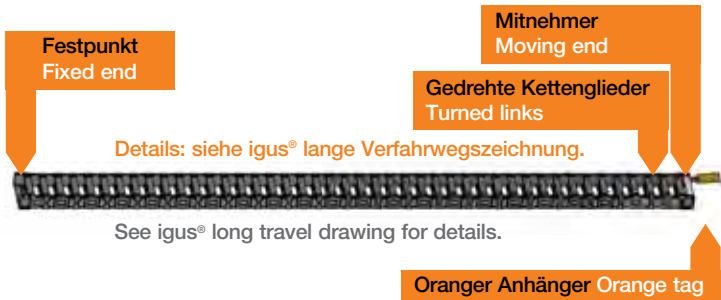 Festpunkt
Fixed end
Mitnehmer
Moving end
Gedrehte Kettenglieder
Turned links
Details: siehe igus® lange Verfahrwegszeichnung.
See igus® long travel drawing for details.
Oranger Anhänger Orange tag